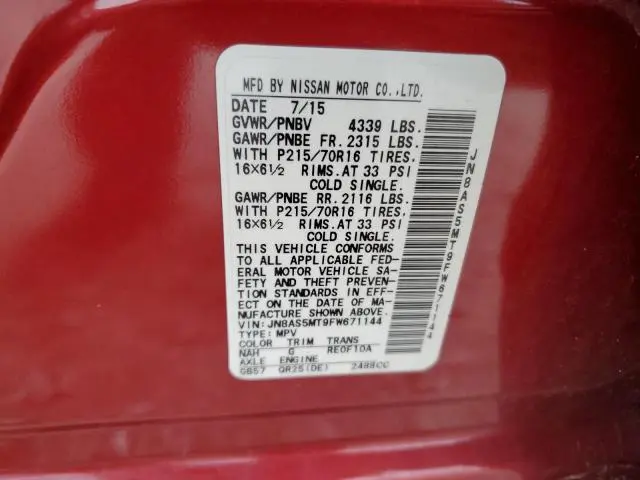 MFD BY NISSAN MOTOR CO.,LTD.
DATE 7/15
GVWR/PNBV 4339 LBS.
GAWR/PNBE FR. 2315 LBS.
WITH P215/70R16 TIRES,
16X6½ RIMS. AT 33 PSI
COLD SINGLE.
GAWR/PNBE RR. 2116 LBS.
WITH P215/70R16 TIRES,
16X6½ RIMS. AT 33 PSI
COLD SINGLE.
THIS VEHICLE CONFORMS
TO ALL APPLICABLE FED-
ERAL MOTOR VEHICLE SA-
FETY AND THEFT PREVEN-
TION STANDARDS IN EFF-
ECT ON THE DATE OF MA-
NUFACTURE SHOWN ABOVE.
VIN: JN8AS5MT9FW671144
TYPE: MPV
COLOR TRIM TRANS
NAH G RE0F10A
AXLE ENGINE
GB57 QR25(DE) 2488CC
JN8AS5MT9FW671144